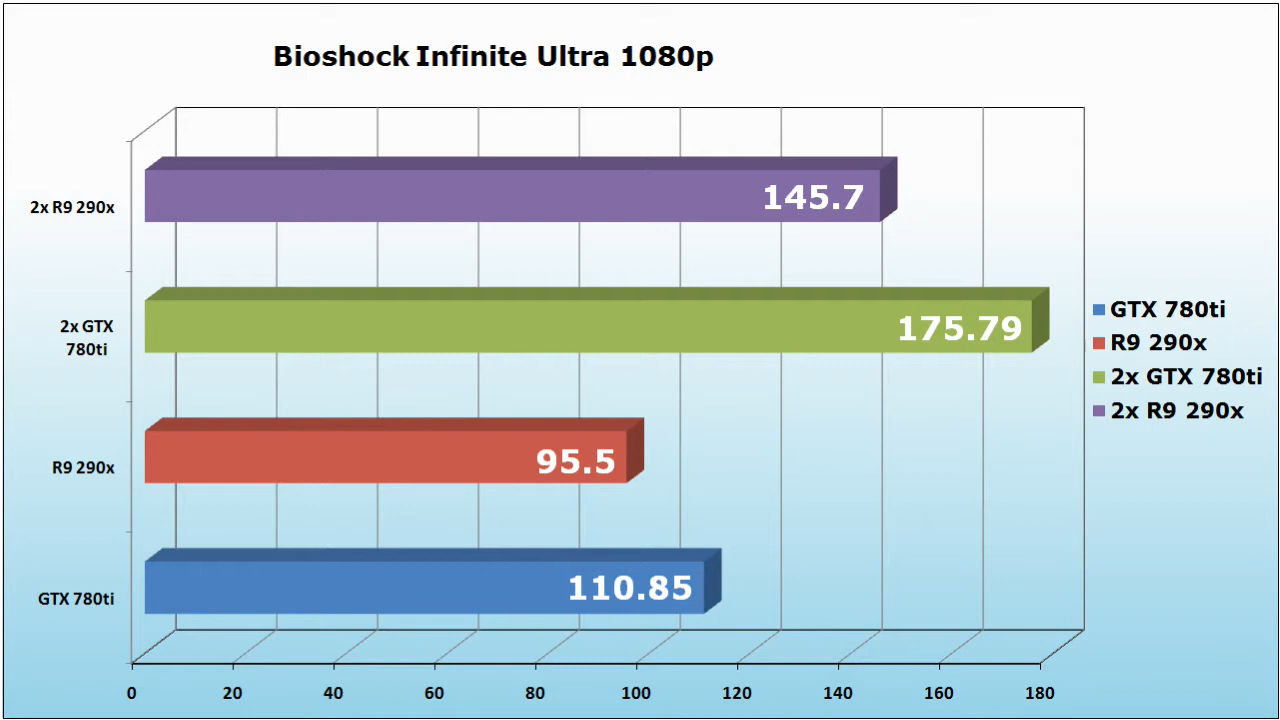 Bioshock Infinite Ultra 1080p
2x R9 290x
145.7
2x GTX
780ti
175.79
R9 290x
95.5
GTX 780ti
110.85
0 20 40 60 80 100 120 140 160 180
GTX 780ti
R9 290x
2x GTX 780ti
2x R9 290x